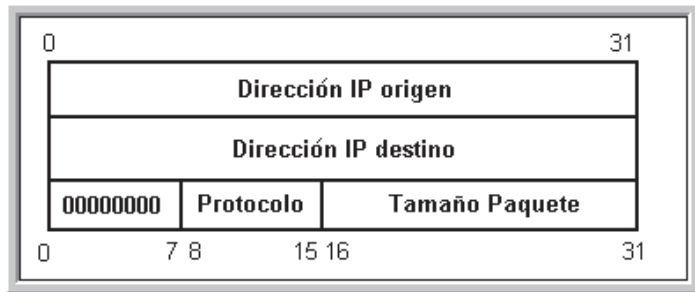 0 31
Dirección IP origen
Dirección IP destino
00000000 Protocolo Tamaño Paquete
0 7 8 15 16 31